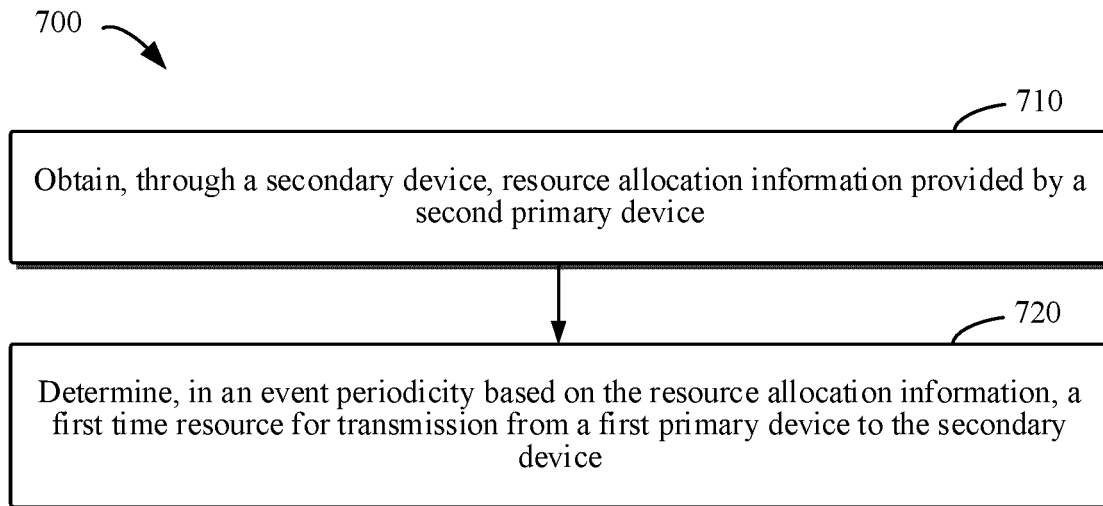 700
710
Obtain, through a secondary device, resource allocation information provided by a
second primary device
720
Determine, in an event periodicity based on the resource allocation information, a
first time resource for transmission from a first primary device to the secondary
device